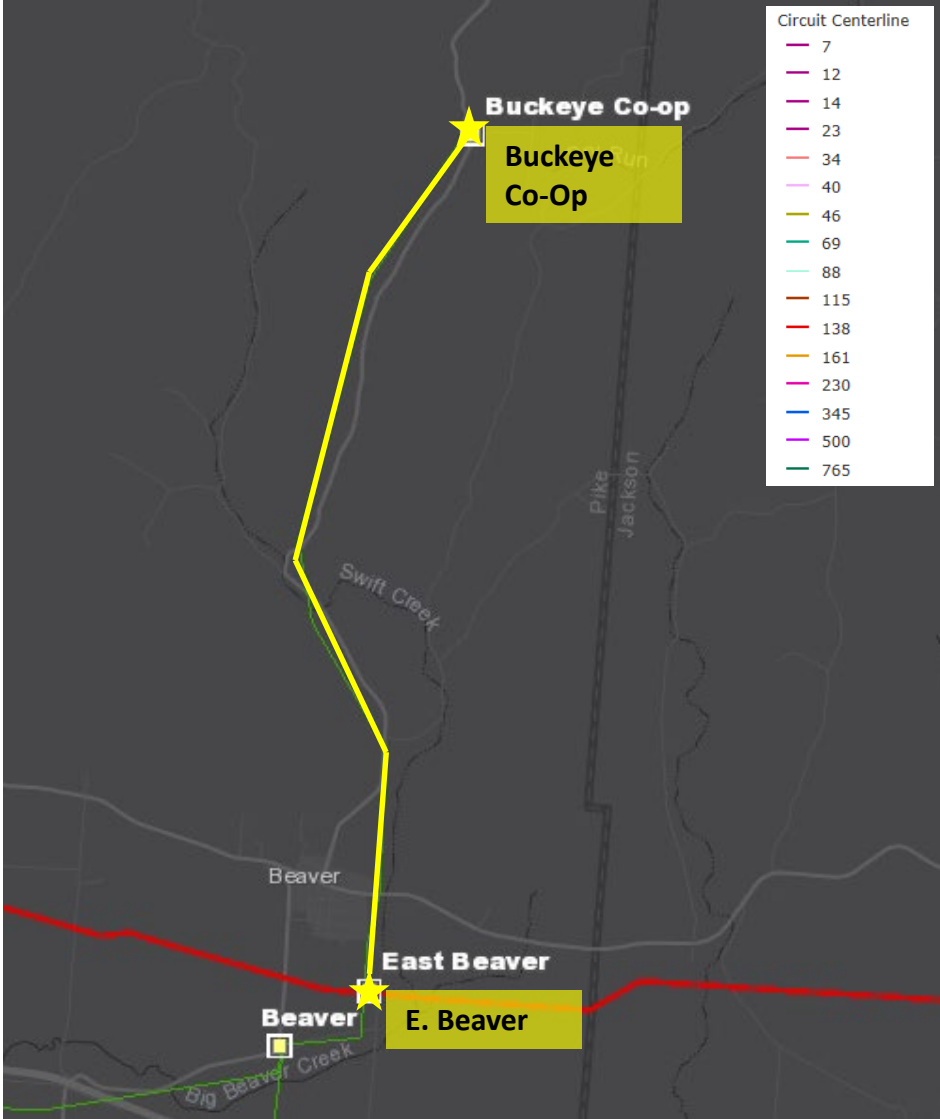 Circuit Centerline
7
12
14
23
34
40
46
69
88
115
138
161
230
345
500
765
Buckeye Co-op
Buckeye
Co-Op
Run
Pike
Jackson
Swift Creek
Beaver
East Beaver
E. Beaver
Beaver
Big Beaver Creek